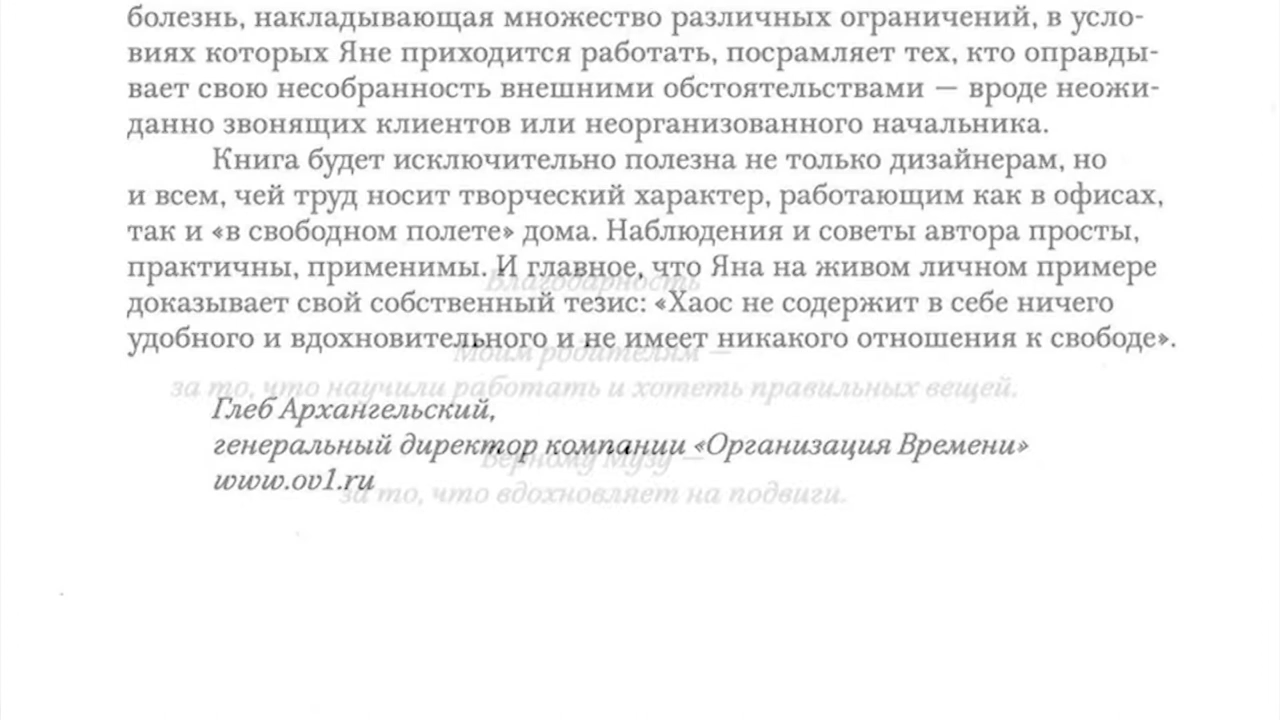 болезнь, накладывающая множество различных ограничений, в усло-
виях которых Яне приходится работать, посрамляет тех, кто оправды-
вает свою несобранность внешними обстоятельствами — вроде неожи-
данно звонящих клиентов или неорганизованного начальника.
Книга будет исключительно полезна не только дизайнерам, но
и всем, чей труд носит творческий характер, работающим как в офисах,
так и «в свободном полете» дома. Наблюдения и советы автора просты,
практичны, применимы. И главное, что Яна на живом личном примере
Благодарность
доказывает свой собственный тезис: «Хаос не содержит в себе ничего
удобного и вдохновительного и не имеет никакого отношения к свободе».
Моим родителям —
за то, что научили работать и хотеть правильных вещей.
Глеб Архангельский,
генеральный директор компании «Организация Времени»
Верному Музу —
www.ov1.ru
за то, что вдохновляет на подвиги.